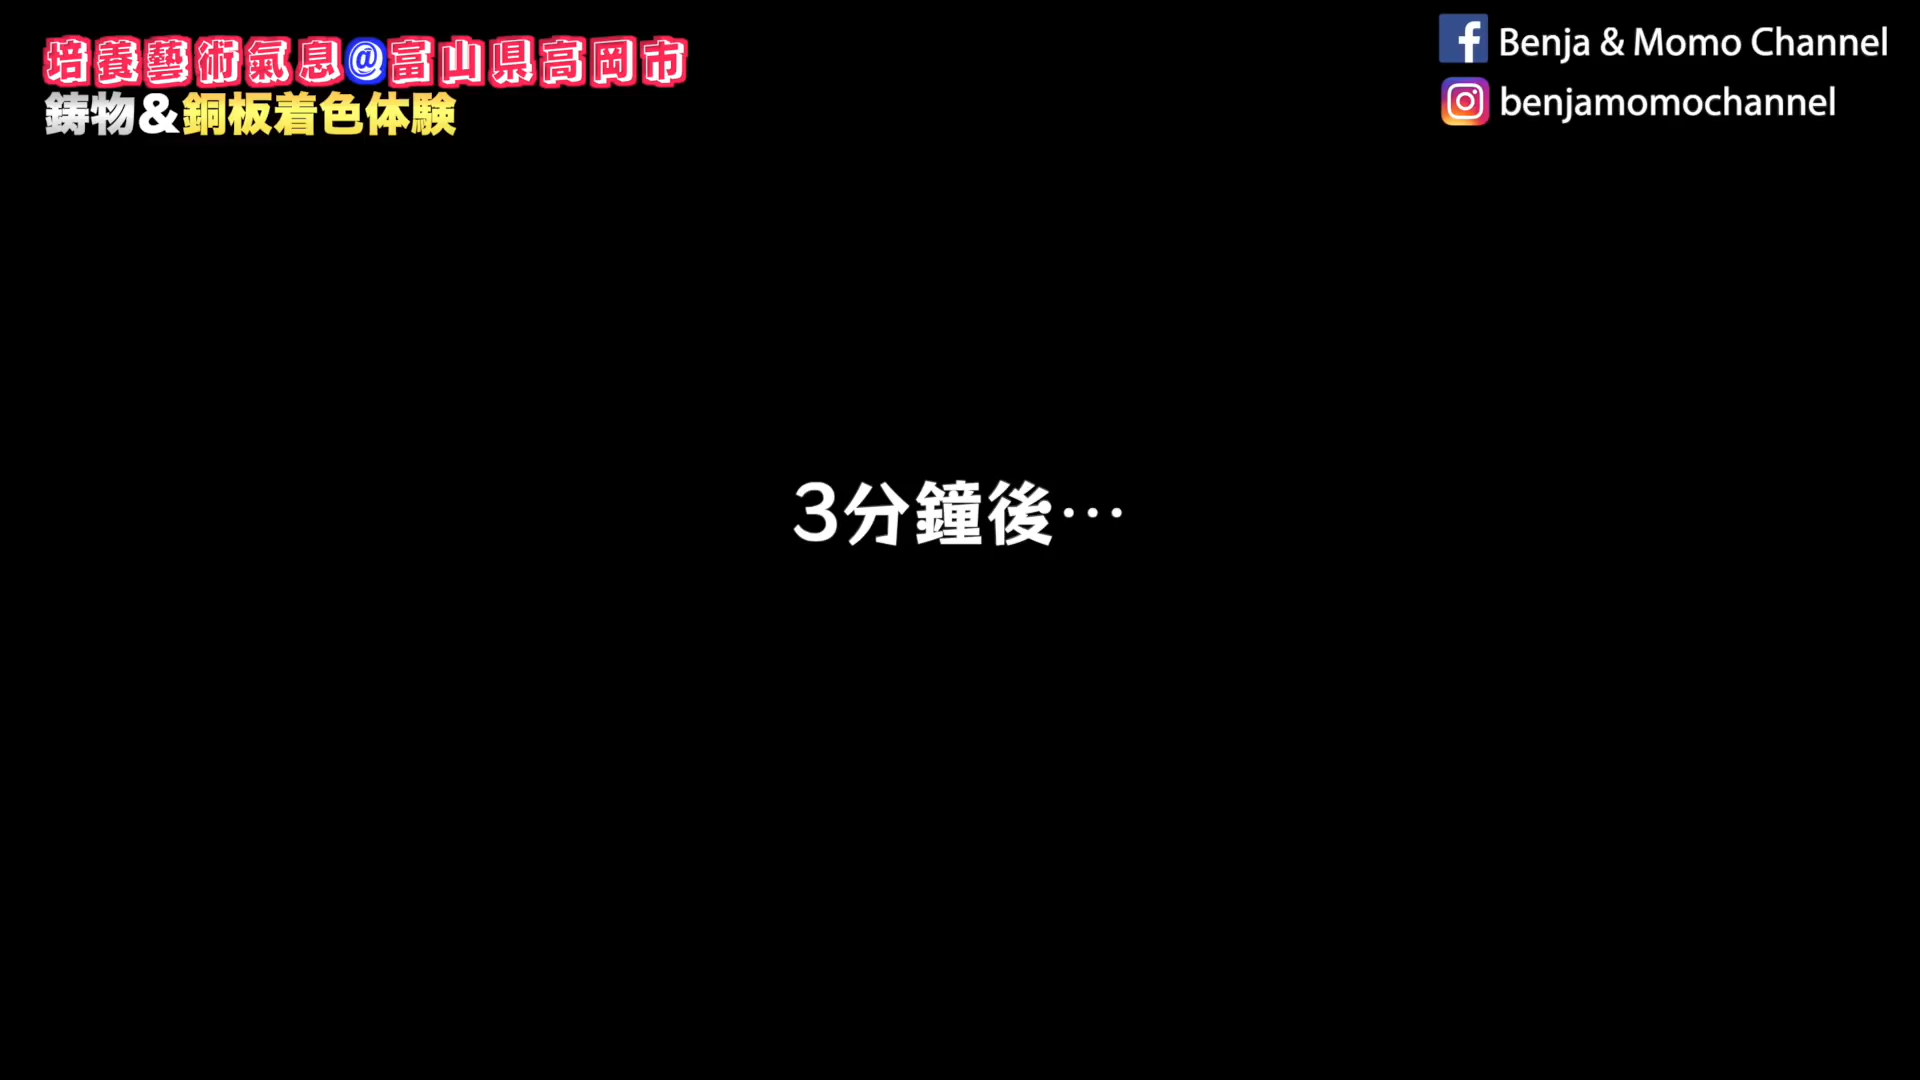 培養藝術氣息@富山県高岡市
鋳物&銅板着色体験
Benja & Momo Channel
benjamomochannel
3分鐘後…